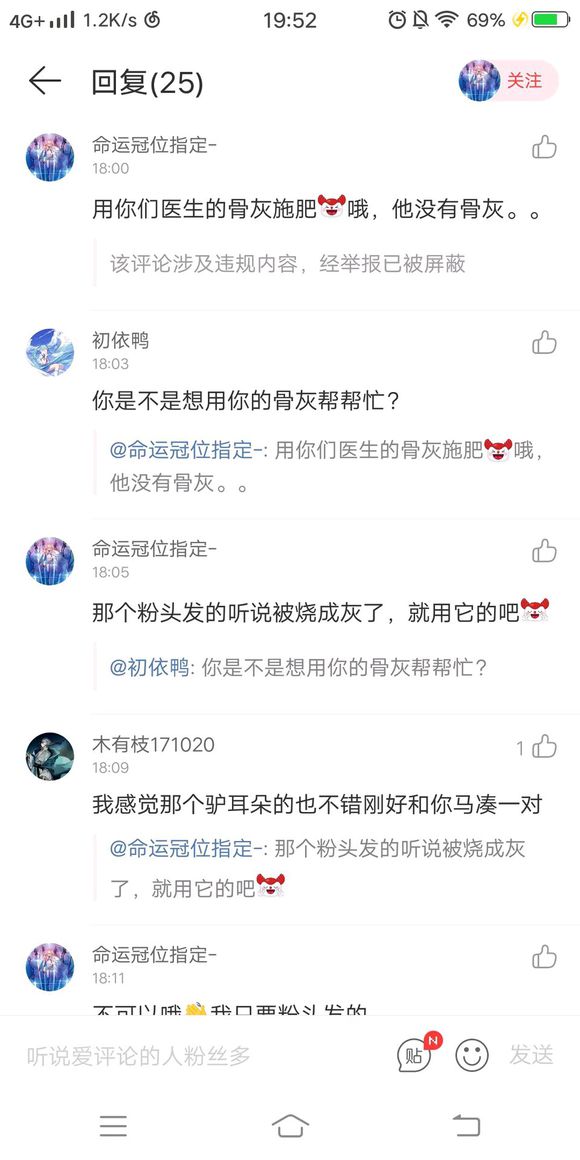 4G+ 1.2K/s 19:52 69%
回复(25) 关注
命运冠位指定-
18:00
用你们医生的骨灰施肥哦，他没有骨灰。。
该评论涉及违规内容，经举报已被屏蔽
初依鸭
18:03
你是不是想用你的骨灰帮帮忙？
@命运冠位指定-: 用你们医生的骨灰施肥哦，
他没有骨灰。。
命运冠位指定-
18:05
那个粉头发的听说被烧成灰了，就用它的吧
@初依鸭: 你是不是想用你的骨灰帮帮忙？
木有枝171020 1
18:09
我感觉那个驴耳朵的也不错刚好和你马凑一对
@命运冠位指定-: 那个粉头发的听说被烧成灰
了，就用它的吧
命运冠位指定-
18:11
不可以哦我只要粉头发的
听说爱评论的人粉丝多 贴 N 发送